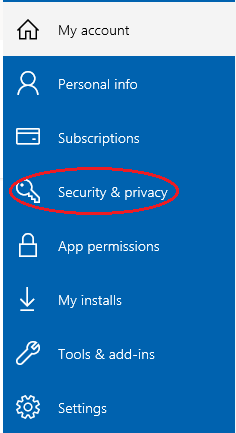 My account
Personal info
Subscriptions
Security & privacy
App permissions
My installs
Tools & add-ins
Settings